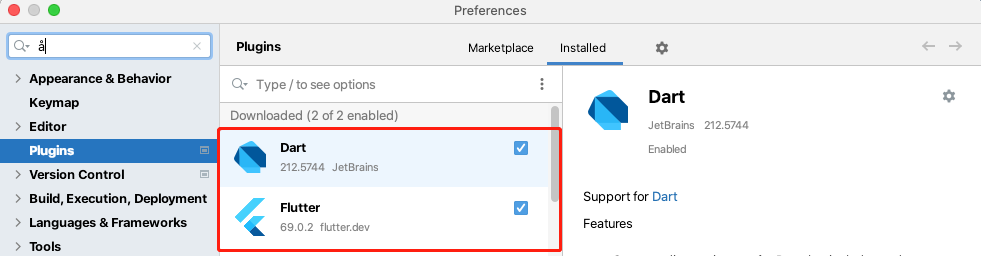 Preferences
å
Appearance & Behavior
Keymap
Editor
Plugins
Version Control
Build, Execution, Deployment
Languages & Frameworks
Tools
Plugins
Marketplace
Installed
Type / to see options
Downloaded (2 of 2 enabled)
Dart
212.5744 JetBrains
Flutter
69.0.2 flutter.dev
Dart
JetBrains 212.5744
Enabled
Support for Dart
Features